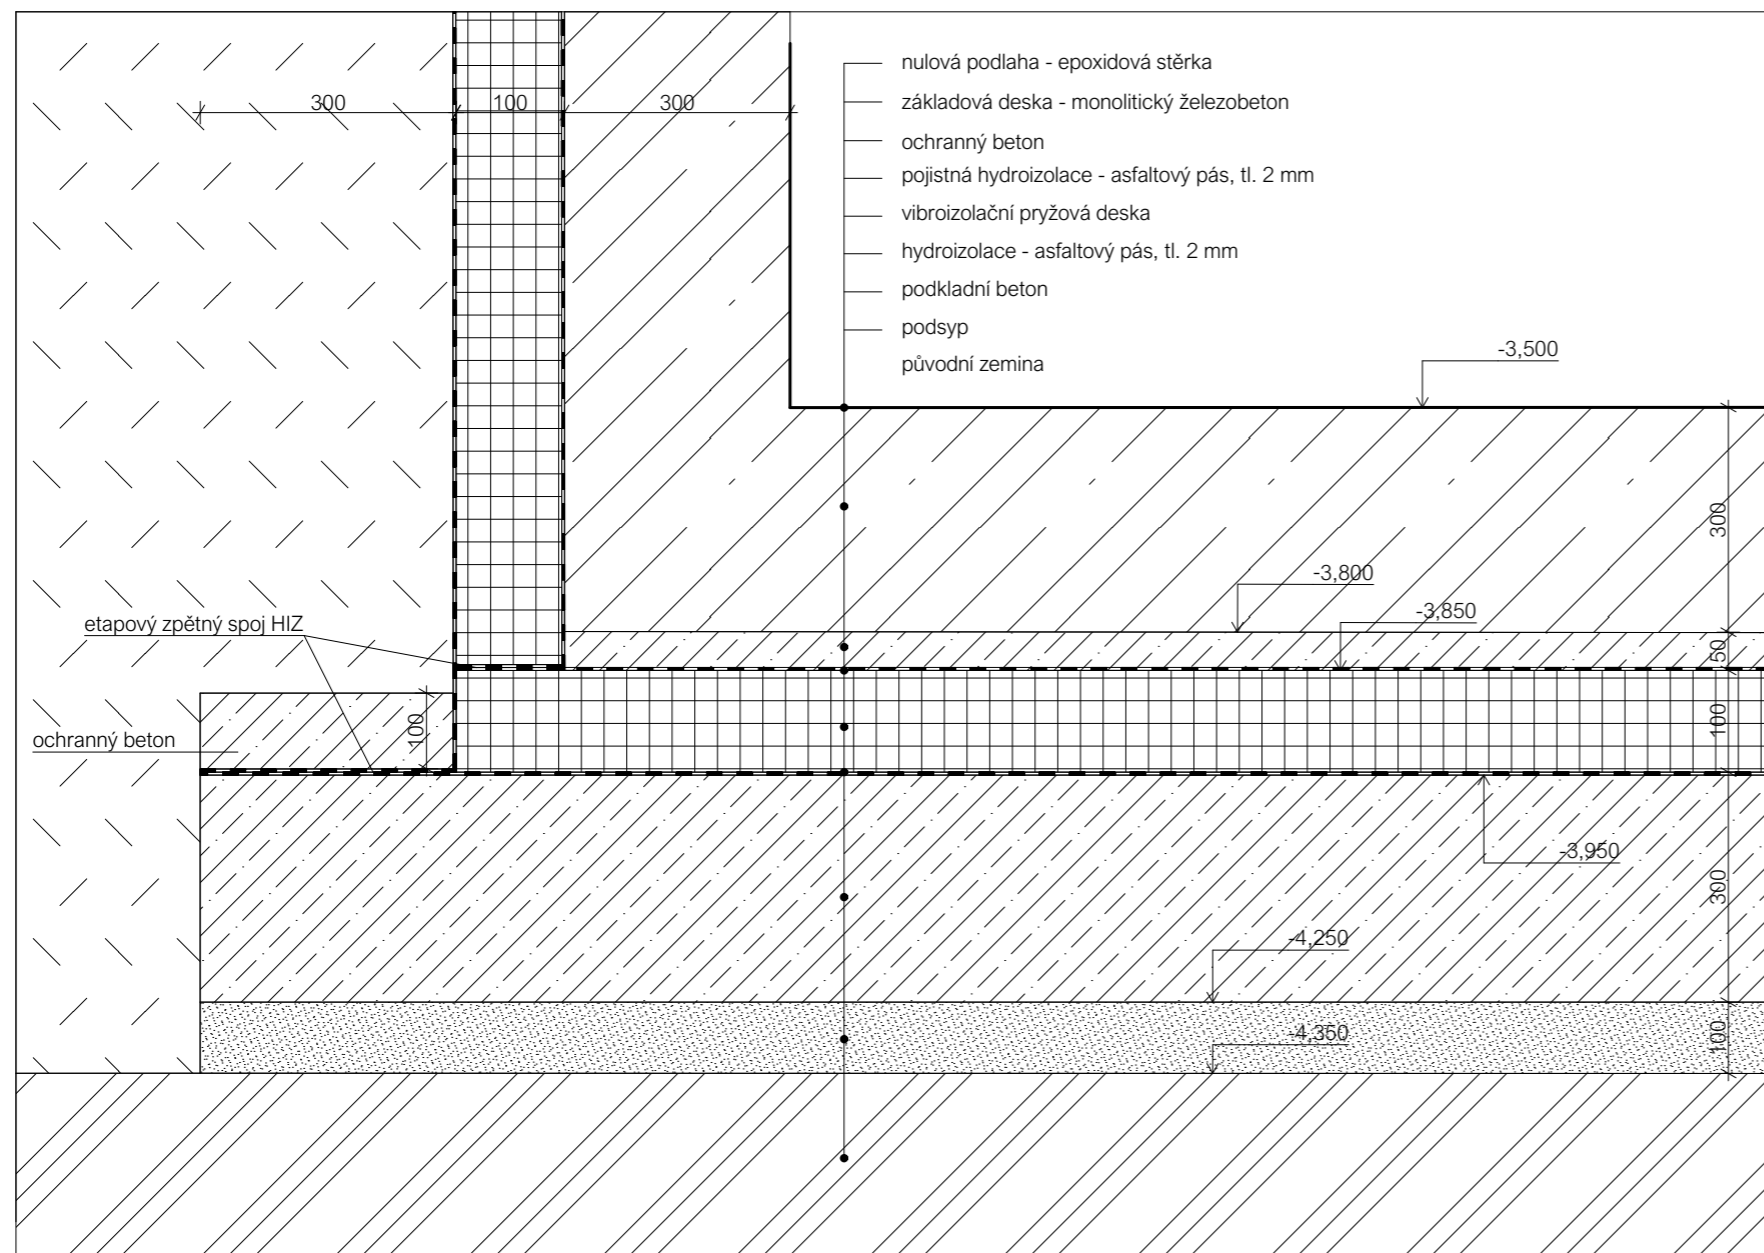 nulová podlaha - epoxidová stěrka
základová deska - monolitický železobeton
300
100
300
ochranný beton
pojistná hydroizolace - asfaltový pás, tl. 2 mm
vibroizolační pryžová deska
hydroizolace - asfaltový pás, tl. 2 mm
podkladní beton
podsyp
původní zemina
-3,500
300
-3,800
-3,850
etapový zpětný spoj HIZ
50
100
100
ochranný beton
-3,950
300
-4,250
-4,350
100